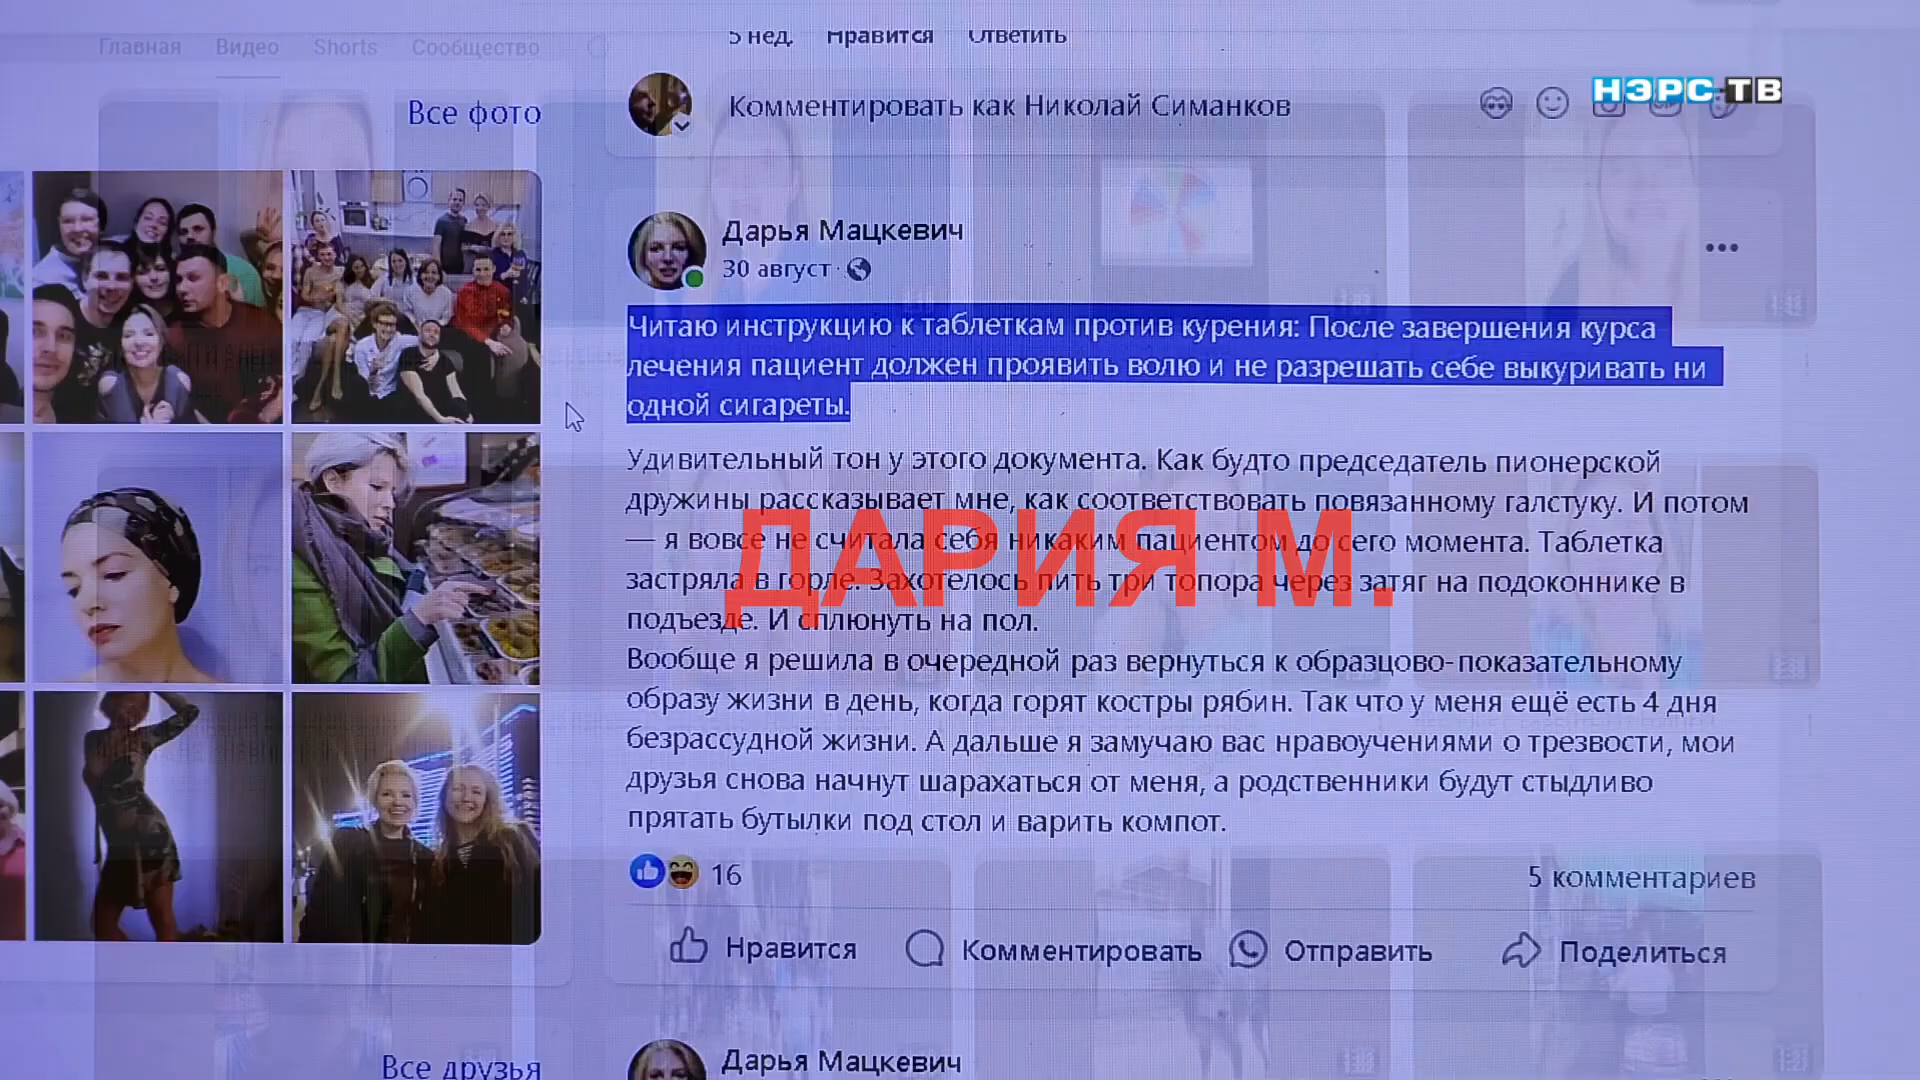 Главная Видео Shorts Сообщество
5 нед. Нравится Ответить
НЭРС ТВ
Все фото
Комментировать как Николай Симанков
Дарья Мацкевич
30 август ·
Читаю инструкцию к таблеткам против курения: После завершения курса
лечения пациент должен проявить волю и не разрешать себе выкуривать ни
одной сигареты.
Удивительный тон у этого документа. Как будто председатель пионерской
дружины рассказывает мне, как соответствовать повязанному галстуку. И потом
— я вовсе не считала себя никаким пациентом до сего момента. Таблетка
застряла в горле. Захотелось пить три топора через затяг на подоконнике в
подъезде. И сплюнуть на пол.
ДАРИЯ М.
Вообще я решила в очередной раз вернуться к образцово-показательному
образу жизни в день, когда горят костры рябин. Так что у меня ещё есть 4 дня
безрассудной жизни. А дальше я замучаю вас нравоучениями о трезвости, мои
друзья снова начнут шарахаться от меня, а родственники будут стыдливо
прятать бутылки под стол и варить компот.
16
5 комментариев
Нравится Комментировать Отправить Поделиться
Все друзья
Дарья Мацкевич